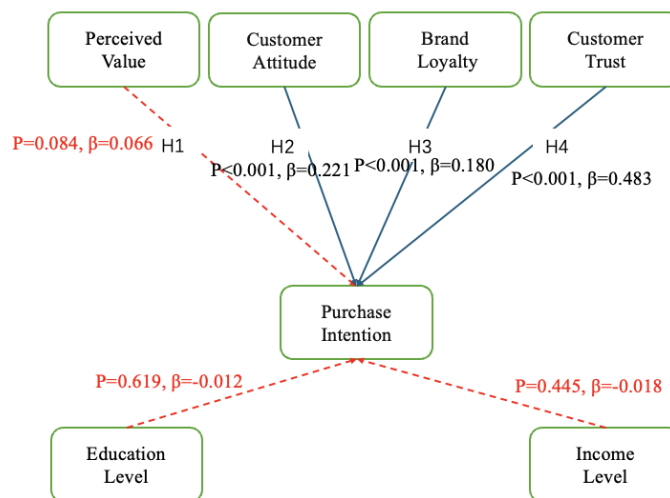 Perceived
Value
Customer
Attitude
Brand
Loyalty
Customer
Trust
P=0.084, β=0.066
H1
H2
H3
H4
P<0.001, β=0.221
P<0.001, β=0.180
P<0.001, β=0.483
Purchase
Intention
P=0.619, β=-0.012
P=0.445, β=-0.018
Education
Level
Income
Level